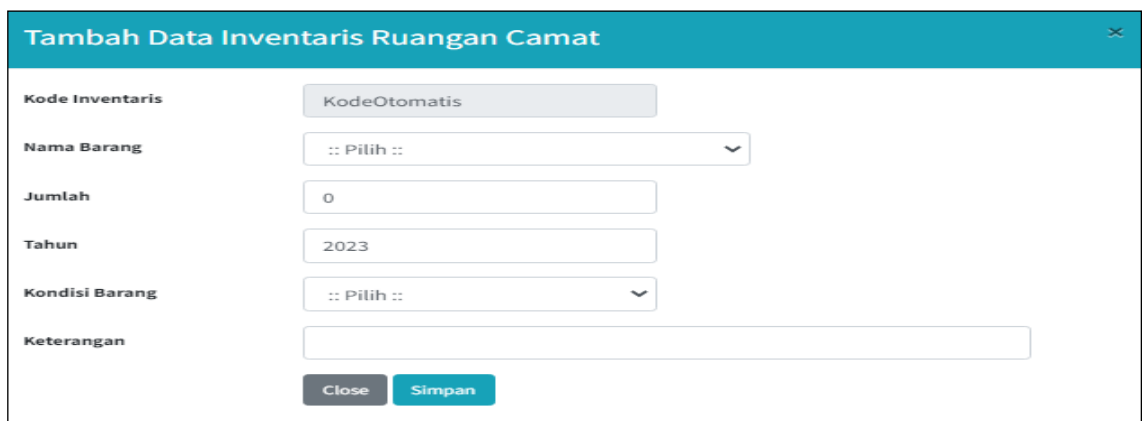 Tambah Data Inventaris Ruangan Camat ×
Kode Inventaris KodeOtomatis
Nama Barang :: Pilih ::
Jumlah 0
Tahun 2023
Kondisi Barang :: Pilih ::
Keterangan
Close Simpan